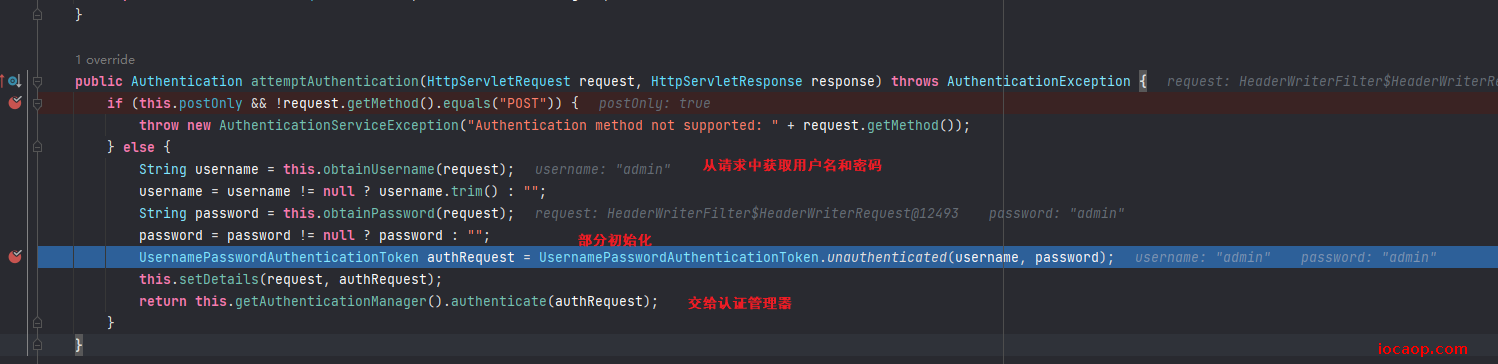 }
1 override
public Authentication attemptAuthentication(HttpServletRequest request, HttpServletResponse response) throws AuthenticationException { request: HeaderWriterFilter$HeaderWriterRe
if (this.postOnly && !request.getMethod().equals("POST")) { postOnly: true
throw new AuthenticationServiceException("Authentication method not supported: " + request.getMethod());
} else {
String username = this.obtainUsername(request); username: "admin" 从请求中获取用户名和密码
username = username != null ? username.trim() : "";
String password = this.obtainPassword(request); request: HeaderWriterFilter$HeaderWriterRequest@12493 password: "admin"
password = password != null ? password : ""; 部分初始化
UsernamePasswordAuthenticationToken authRequest = UsernamePasswordAuthenticationToken.unauthenticated(username, password); username: "admin" password: "admin"
this.setDetails(request, authRequest);
return this.getAuthenticationManager().authenticate(authRequest); 交给认证管理器
}
}
iocaop.com